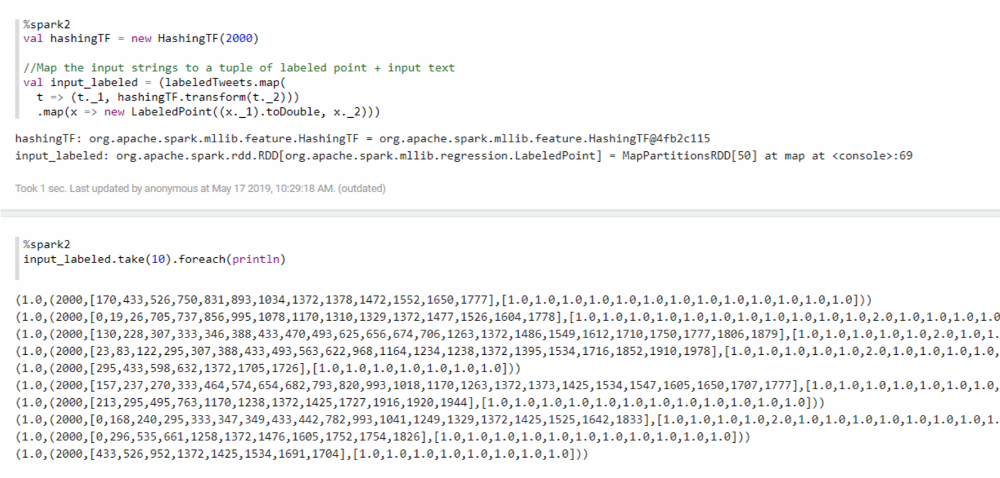 %spark2
val hashingTF = new HashingTF(2000)
//Map the input strings to a tuple of labeled point + input text
val input_labeled = (labeledTweets.map(
t => (t._1, hashingTF.transform(t._2)))
.map(x => new LabeledPoint((x._1).toDouble, x._2)))
hashingTF: org.apache.spark.mllib.feature.HashingTF = org.apache.spark.mllib.feature.HashingTF@4fb2c115
input_labeled: org.apache.spark.rdd.RDD[org.apache.spark.mllib.regression.LabeledPoint] = MapPartitionsRDD[50] at map at <console>:69
Took 1 sec. Last updated by anonymous at May 17 2019, 10:29:18 AM. (outdated)
%spark2
input_labeled.take(10).foreach(println)
(1.0,(2000,[170,433,526,750,831,893,1034,1372,1378,1472,1552,1650,1777],[1.0,1.0,1.0,1.0,1.0,1.0,1.0,1.0,1.0,1.0,1.0,1.0,1.0]))
(1.0,(2000,[0,19,26,705,737,856,995,1078,1170,1310,1329,1372,1477,1526,1604,1778],[1.0,1.0,1.0,1.0,1.0,1.0,1.0,1.0,1.0,1.0,1.0,2.0,1.0,1.0,1.0,1.0
(1.0,(2000,[130,228,307,333,346,388,433,470,493,625,656,674,706,1263,1372,1486,1549,1612,1710,1750,1777,1806,1879],[1.0,1.0,1.0,1.0,1.0,2.0,1.0,1.
(1.0,(2000,[23,83,122,295,307,388,433,493,563,622,968,1164,1234,1238,1372,1395,1534,1716,1852,1910,1978],[1.0,1.0,1.0,1.0,1.0,2.0,1.0,1.0,1.0,1.0,
(1.0,(2000,[295,433,598,632,1372,1705,1726],[1.0,1.0,1.0,1.0,1.0,1.0,1.0]))
(1.0,(2000,[157,237,270,333,464,574,654,682,793,820,993,1018,1170,1263,1372,1373,1425,1534,1547,1605,1650,1707,1777],[1.0,1.0,1.0,1.0,1.0,1.0,1.0,
(1.0,(2000,[213,295,495,763,1170,1238,1372,1425,1727,1916,1920,1944],[1.0,1.0,1.0,1.0,1.0,1.0,1.0,1.0,1.0,1.0,1.0,1.0]))
(1.0,(2000,[0,168,240,295,333,347,349,433,442,782,993,1041,1249,1329,1372,1425,1525,1642,1833],[1.0,1.0,1.0,1.0,2.0,1.0,1.0,1.0,1.0,1.0,1.0,1.0,1.
(1.0,(2000,[0,296,535,661,1258,1372,1476,1605,1752,1754,1826],[1.0,1.0,1.0,1.0,1.0,1.0,1.0,1.0,1.0,1.0,1.0]))
(1.0,(2000,[433,526,952,1372,1425,1534,1691,1704],[1.0,1.0,1.0,1.0,1.0,1.0,1.0,1.0]))